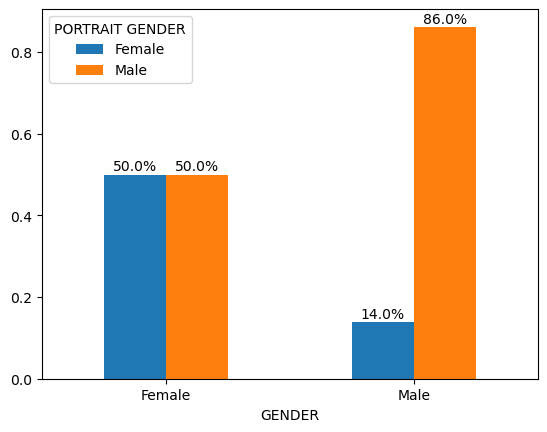 PORTRAIT GENDER
Female
Male
86.0%
50.0% 50.0%
14.0%
0.8
0.6
0.4
0.2
0.0
Female Male
GENDER